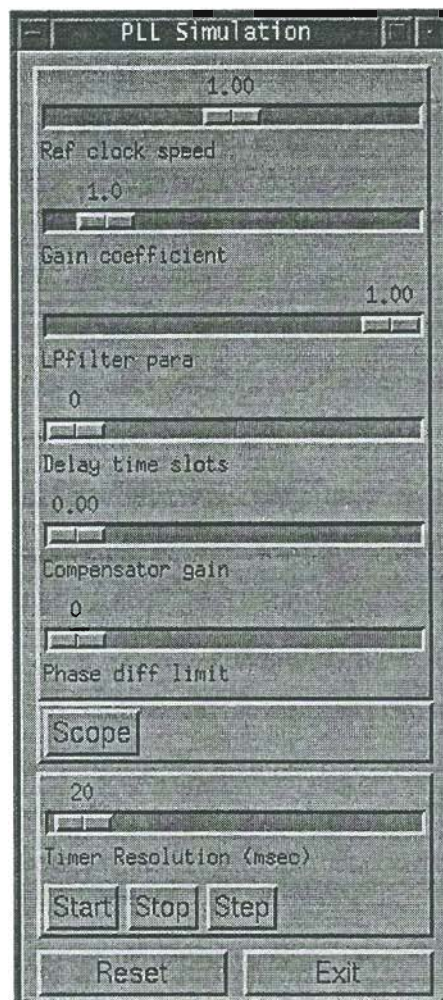 PLL Simulation
1.00
Ref clock speed
1.0
Gain coefficient
1.00
LPfilter para
0
Delay time slots
0.00
Compensator gain
0
Phase diff limit
Scope
20
Timer Resolution (msec)
Start Stop Step
Reset Exit